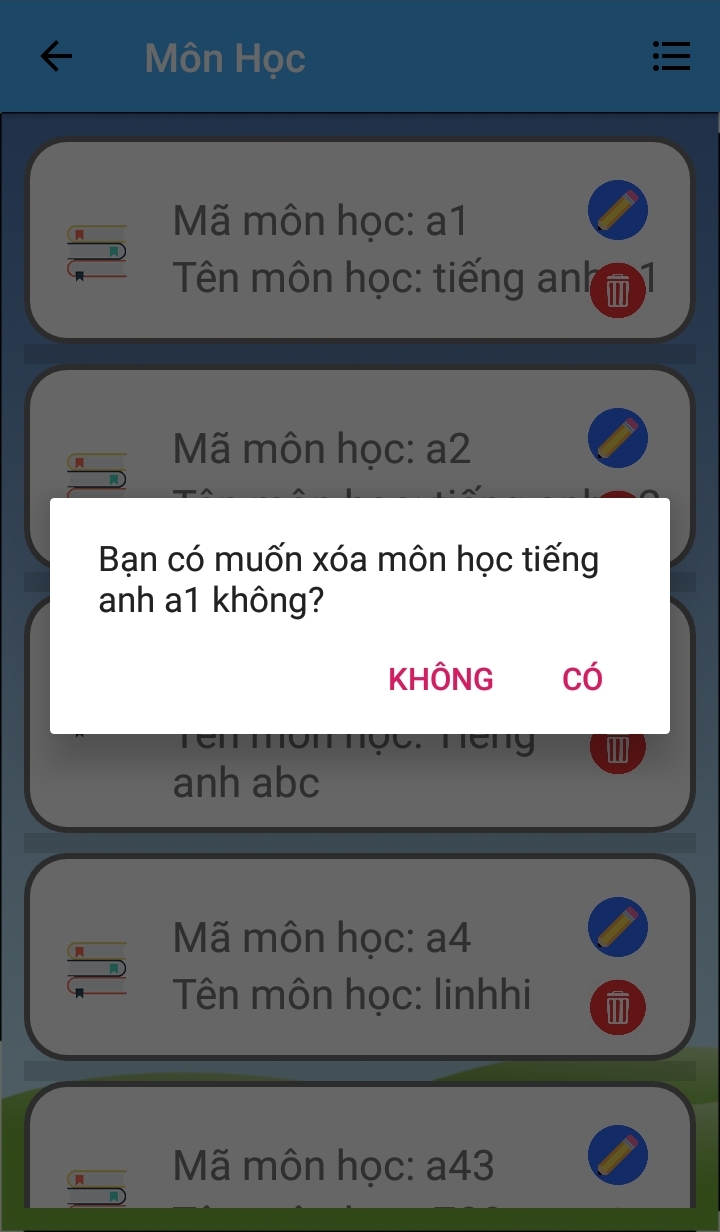 Môn Học
Mã môn học: a1
Tên môn học: tiếng anh a1
Mã môn học: a2
Bạn có muốn xóa môn học tiếng
anh a1 không?
KHÔNG CÓ
Tên môn học: Tiếng
anh abc
Mã môn học: a4
Tên môn học: linhhi
Mã môn học: a43